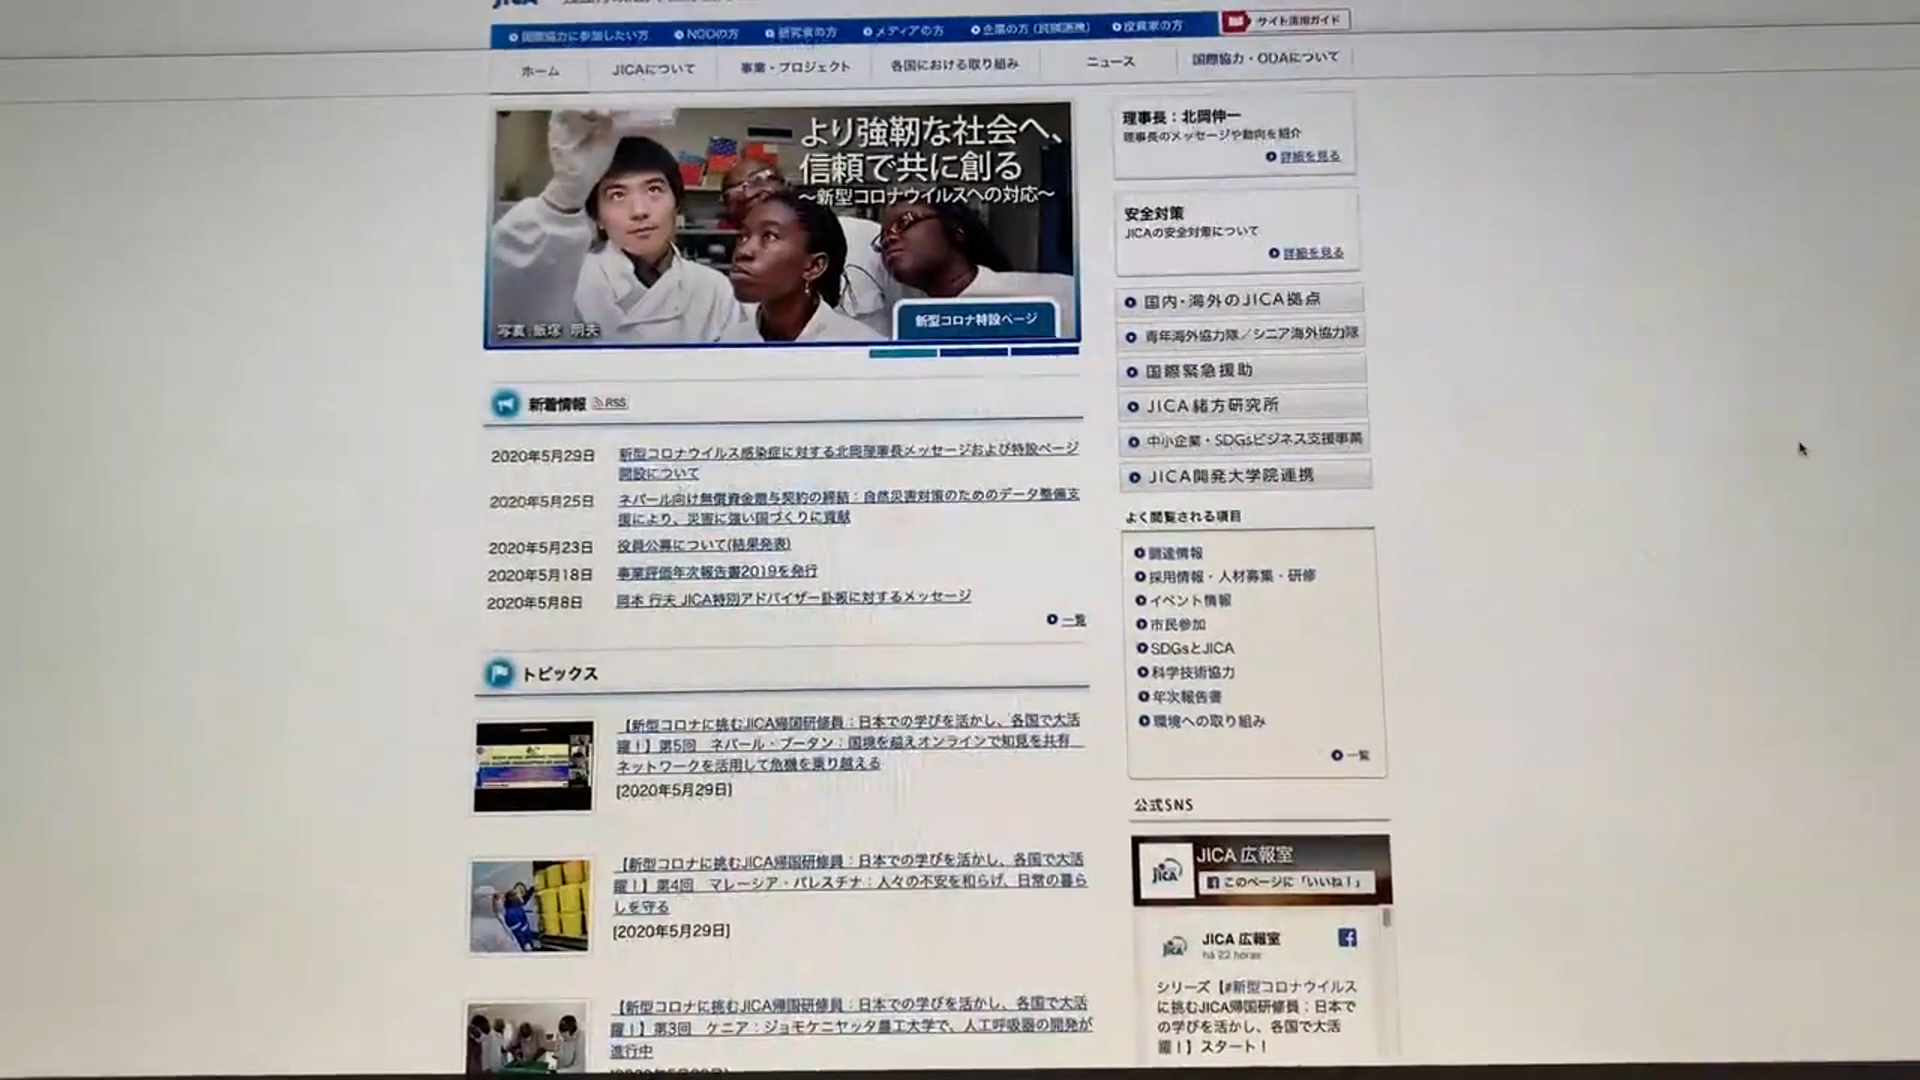 国際協力に参加したい方
NGOの方
研究者の方
メディアの方
企業の方(民間連携)
投資家の方
サイト活用ガイド
ホーム
JICAについて
事業・プロジェクト
各国における取り組み
ニュース
国際協力・ODAについて
より強靭な社会へ、
信頼で共に創る
~新型コロナウイルスへの対応~
写真:飯塚 明夫
新型コロナ特設ページ
新着情報
RSS
2020年5月29日
新型コロナウイルス感染症に対する北岡理事長メッセージおよび特設ページ
開設について
2020年5月25日
ネパール向け無償資金贈与契約の締結:自然災害対策のためのデータ整備支
援により、災害に強い国づくりに貢献
2020年5月23日
役員公募について(結果発表)
2020年5月18日
事業評価年次報告書2019を発行
2020年5月8日
岡本 行夫 JICA特別アドバイザー訃報に対するメッセージ
一覧
トピックス
【新型コロナに挑むJICA帰国研修員:日本での学びを活かし、各国で大活
躍!】第5回 ネパール・ブータン:国境を越えオンラインで知見を共有
ネットワークを活用して危機を乗り越える
[2020年5月29日]
【新型コロナに挑むJICA帰国研修員:日本での学びを活かし、各国で大活
躍!】第4回 マレーシア・パレスチナ:人々の不安を和らげ、日常の暮ら
しを守る
[2020年5月29日]
【新型コロナに挑むJICA帰国研修員:日本での学びを活かし、各国で大活
躍!】第3回 ケニア:ジョモケニヤッタ農工大学で、人工呼吸器の開発が
進行中
理事長:北岡伸一
理事長のメッセージや動向を紹介
詳細を見る
安全対策
JICAの安全対策について
詳細を見る
国内・海外のJICA拠点
青年海外協力隊/シニア海外協力隊
国際緊急援助
JICA緒方研究所
中小企業・SDGsビジネス支援事業
JICA開発大学院連携
よく閲覧される項目
調達情報
採用情報・人材募集・研修
イベント情報
市民参加
SDGsとJICA
科学技術協力
年次報告書
環境への取り組み
一覧
公式SNS
JICA
JICA 広報室
このページに「いいね!」
JICA
JICA 広報室
há 22 horas
シリーズ【#新型コロナウイルス
に挑むJICA帰国研修員:日本で
の学びを活かし、各国で大活
躍!】スタート!